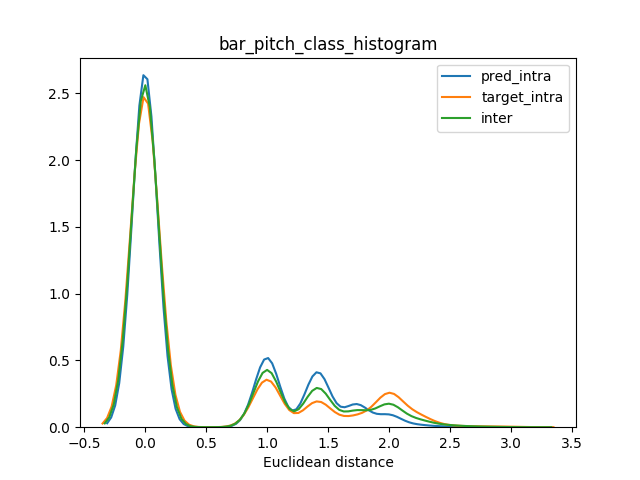 bar_pitch_class_histogram
pred_intra
target_intra
inter
2.5
2.0
1.5
1.0
0.5
0.0
−0.5 0.0 0.5 1.0 1.5 2.0 2.5 3.0 3.5
Euclidean distance